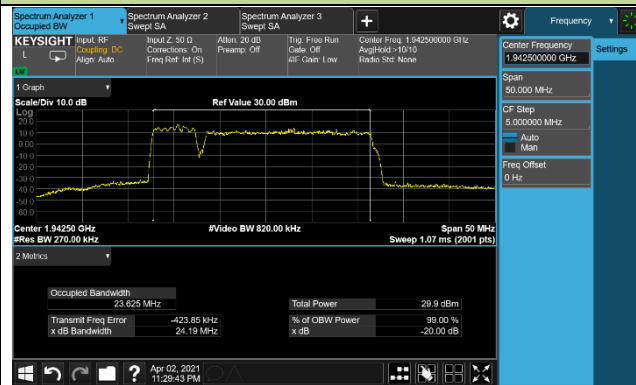 Spectrum Analyzer 1
Occupied BW
Spectrum Analyzer 2
Swept SA
Spectrum Analyzer 3
Swept SA
Frequency
KEYSIGHT
L
Input: RF
Coupling: DC
Align: Auto
Input Z: 50 Ω
Corrections: On
Freq Ref: Int (S)
Atten: 20 dB
Preamp: Off
Trig: Free Run
Gate: Off
#IF Gain: Low
Center Freq: 1.942500000 GHz
Avg|Hold:>10/10
Radio Std: None
Center Frequency
1.942500000 GHz
Settings
Span
50.000 MHz
CF Step
5.000000 MHz
Auto
Man
Freq Offset
0 Hz
1 Graph
Scale/Div 10.0 dB
Ref Value 30.00 dBm
Log
20.0
10.0
0.00
-10.0
-20.0
-30.0
-40.0
-50.0
-60.0
Center 1.94250 GHz
#Video BW 820.00 kHz
Span 50 MHz
#Res BW 270.00 kHz
Sweep 1.07 ms (2001 pts)
2 Metrics
Occupied Bandwidth
23.625 MHz
Total Power
29.9 dBm
Transmit Freq Error
-423.85 kHz
% of OBW Power
99.00 %
x dB Bandwidth
24.19 MHz
x dB
-20.00 dB
Apr 02, 2021
11:29:43 PM